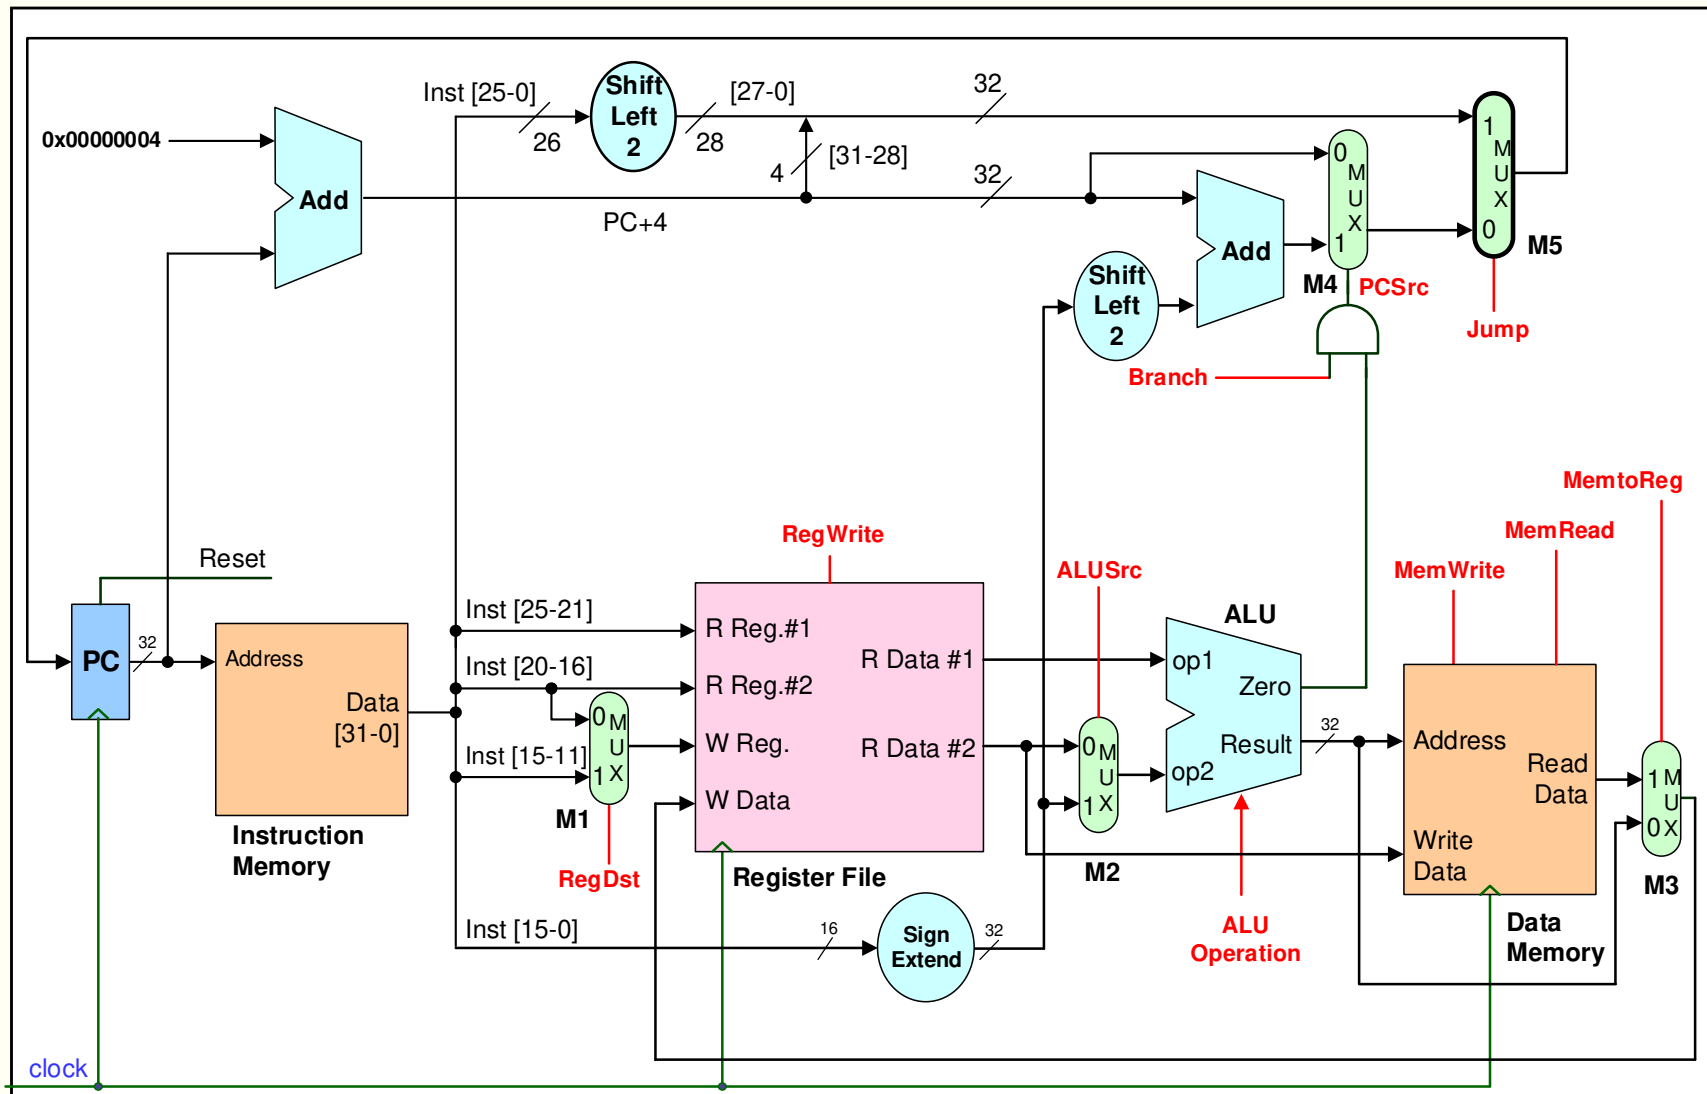 Inst [25-0]
26
Shift
Left
2
28
[27-0]
4
[31-28]
32
0x00000004
Add
PC+4
32
0
M
U
X
1
M4
PCSrc
1
M
U
X
0
M5
Jump
Add
Shift
Left
2
Branch
MemtoReg
MemRead
MemWrite
RegWrite
ALUSrc
Reset
PC
32
Address
Data
[31-0]
Instruction
Memory
Inst [25-21]
Inst [20-16]
Inst [15-11]
Inst [15-0]
0
M
U
1
X
M1
RegDst
R Reg.#1
R Reg.#2
W Reg.
W Data
R Data #1
R Data #2
Register File
16
Sign
Extend
32
0
M
U
1
X
M2
ALU
op1
Zero
Result
op2
32
ALU
Operation
Address
Read
Data
Write
Data
Data
Memory
1
M
U
0
X
M3
clock